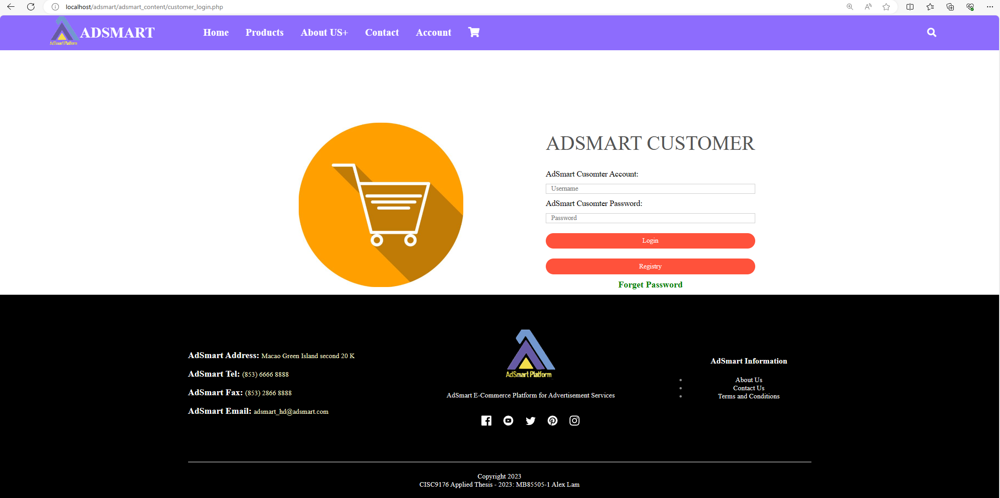 localhost/adsmart/adsmart_content/customer_login.php
AdSmart Platform
ADSMART
Home
Products
About US+
Contact
Account
ADSMART CUSTOMER
AdSmart Cusomter Account:
Username
AdSmart Cusomter Password:
Password
Login
Registry
Forget Password
AdSmart Address: Macao Green Island second 20 K
AdSmart Tel: (853) 6666 8888
AdSmart Fax: (853) 2866 8888
AdSmart Email: adsmart_hd@adsmart.com
AdSmart Platform
AdSmart E-Commerce Platform for Advertisement Services
AdSmart Information
About Us
Contact Us
Terms and Conditions
Copyright 2023
CISC9176 Applied Thesis - 2023: MB85505-1 Alex Lam